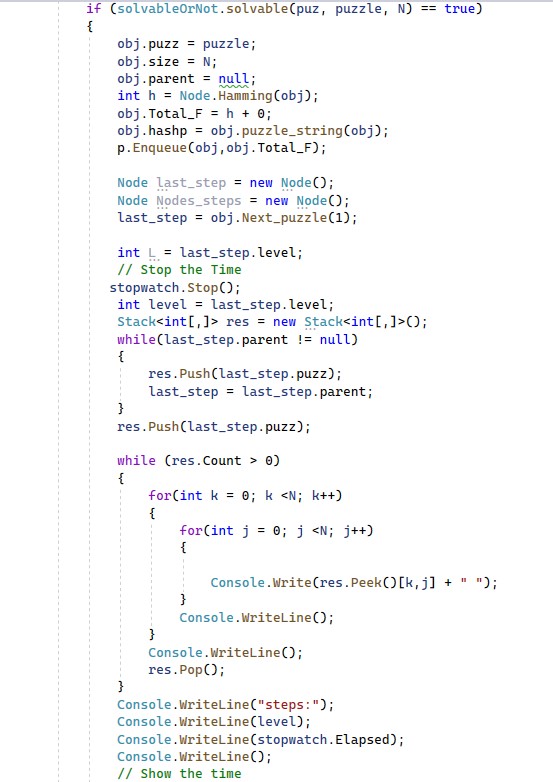 if (solvableOrNot.solvable(puz, puzzle, N) == true)
{
obj.puzz = puzzle;
obj.size = N;
obj.parent = null;
int h = Node.Hamming(obj);
obj.Total_F = h + 0;
obj.hashp = obj.puzzle_string(obj);
p.Enqueue(obj,obj.Total_F);
Node last_step = new Node();
Node Nodes_steps = new Node();
last_step = obj.Next_puzzle(1);
int L = last_step.level;
// Stop the Time
stopwatch.Stop();
int level = last_step.level;
Stack<int[,]> res = new Stack<int[,]>();
while(last_step.parent != null)
{
res.Push(last_step.puzz);
last_step = last_step.parent;
}
res.Push(last_step.puzz);
while (res.Count > 0)
{
for(int k = 0; k <N; k++)
{
for(int j = 0; j <N; j++)
{
Console.Write(res.Peek()[k,j] + " ");
}
Console.WriteLine();
}
Console.WriteLine();
res.Pop();
}
Console.WriteLine("steps:");
Console.WriteLine(level);
Console.WriteLine(stopwatch.Elapsed);
Console.WriteLine();
// Show the time